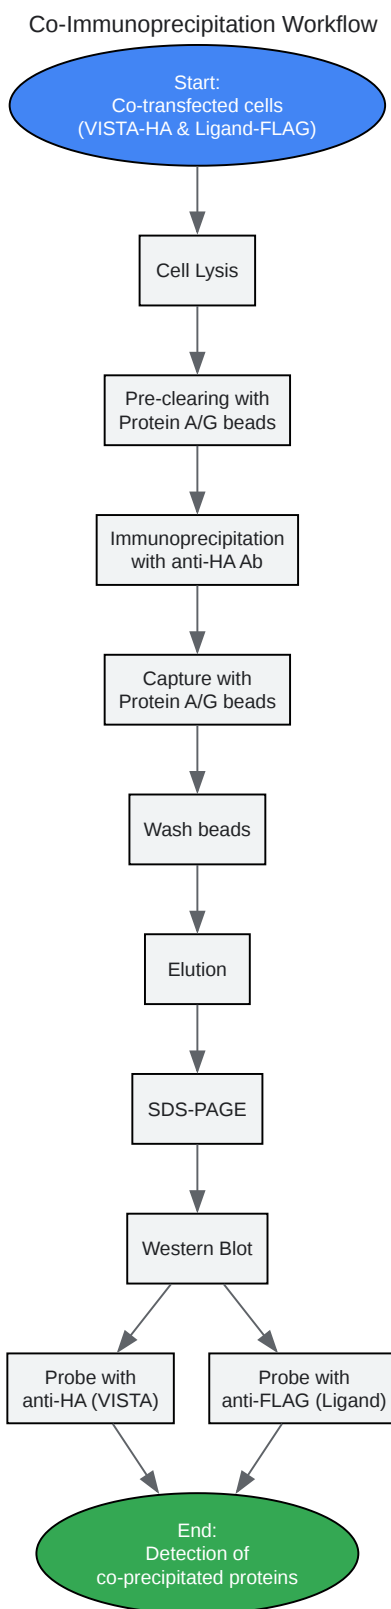 Co-Immunoprecipitation Workflow
Start:
Co-transfected cells
(VISTA-HA & Ligand-FLAG)
Cell Lysis
Pre-clearing with
Protein A/G beads
Immunoprecipitation
with anti-HA Ab
Capture with
Protein A/G beads
Wash beads
Elution
SDS-PAGE
Western Blot
Probe with
anti-HA (VISTA)
Probe with
anti-FLAG (Ligand)
End:
Detection of
co-precipitated proteins